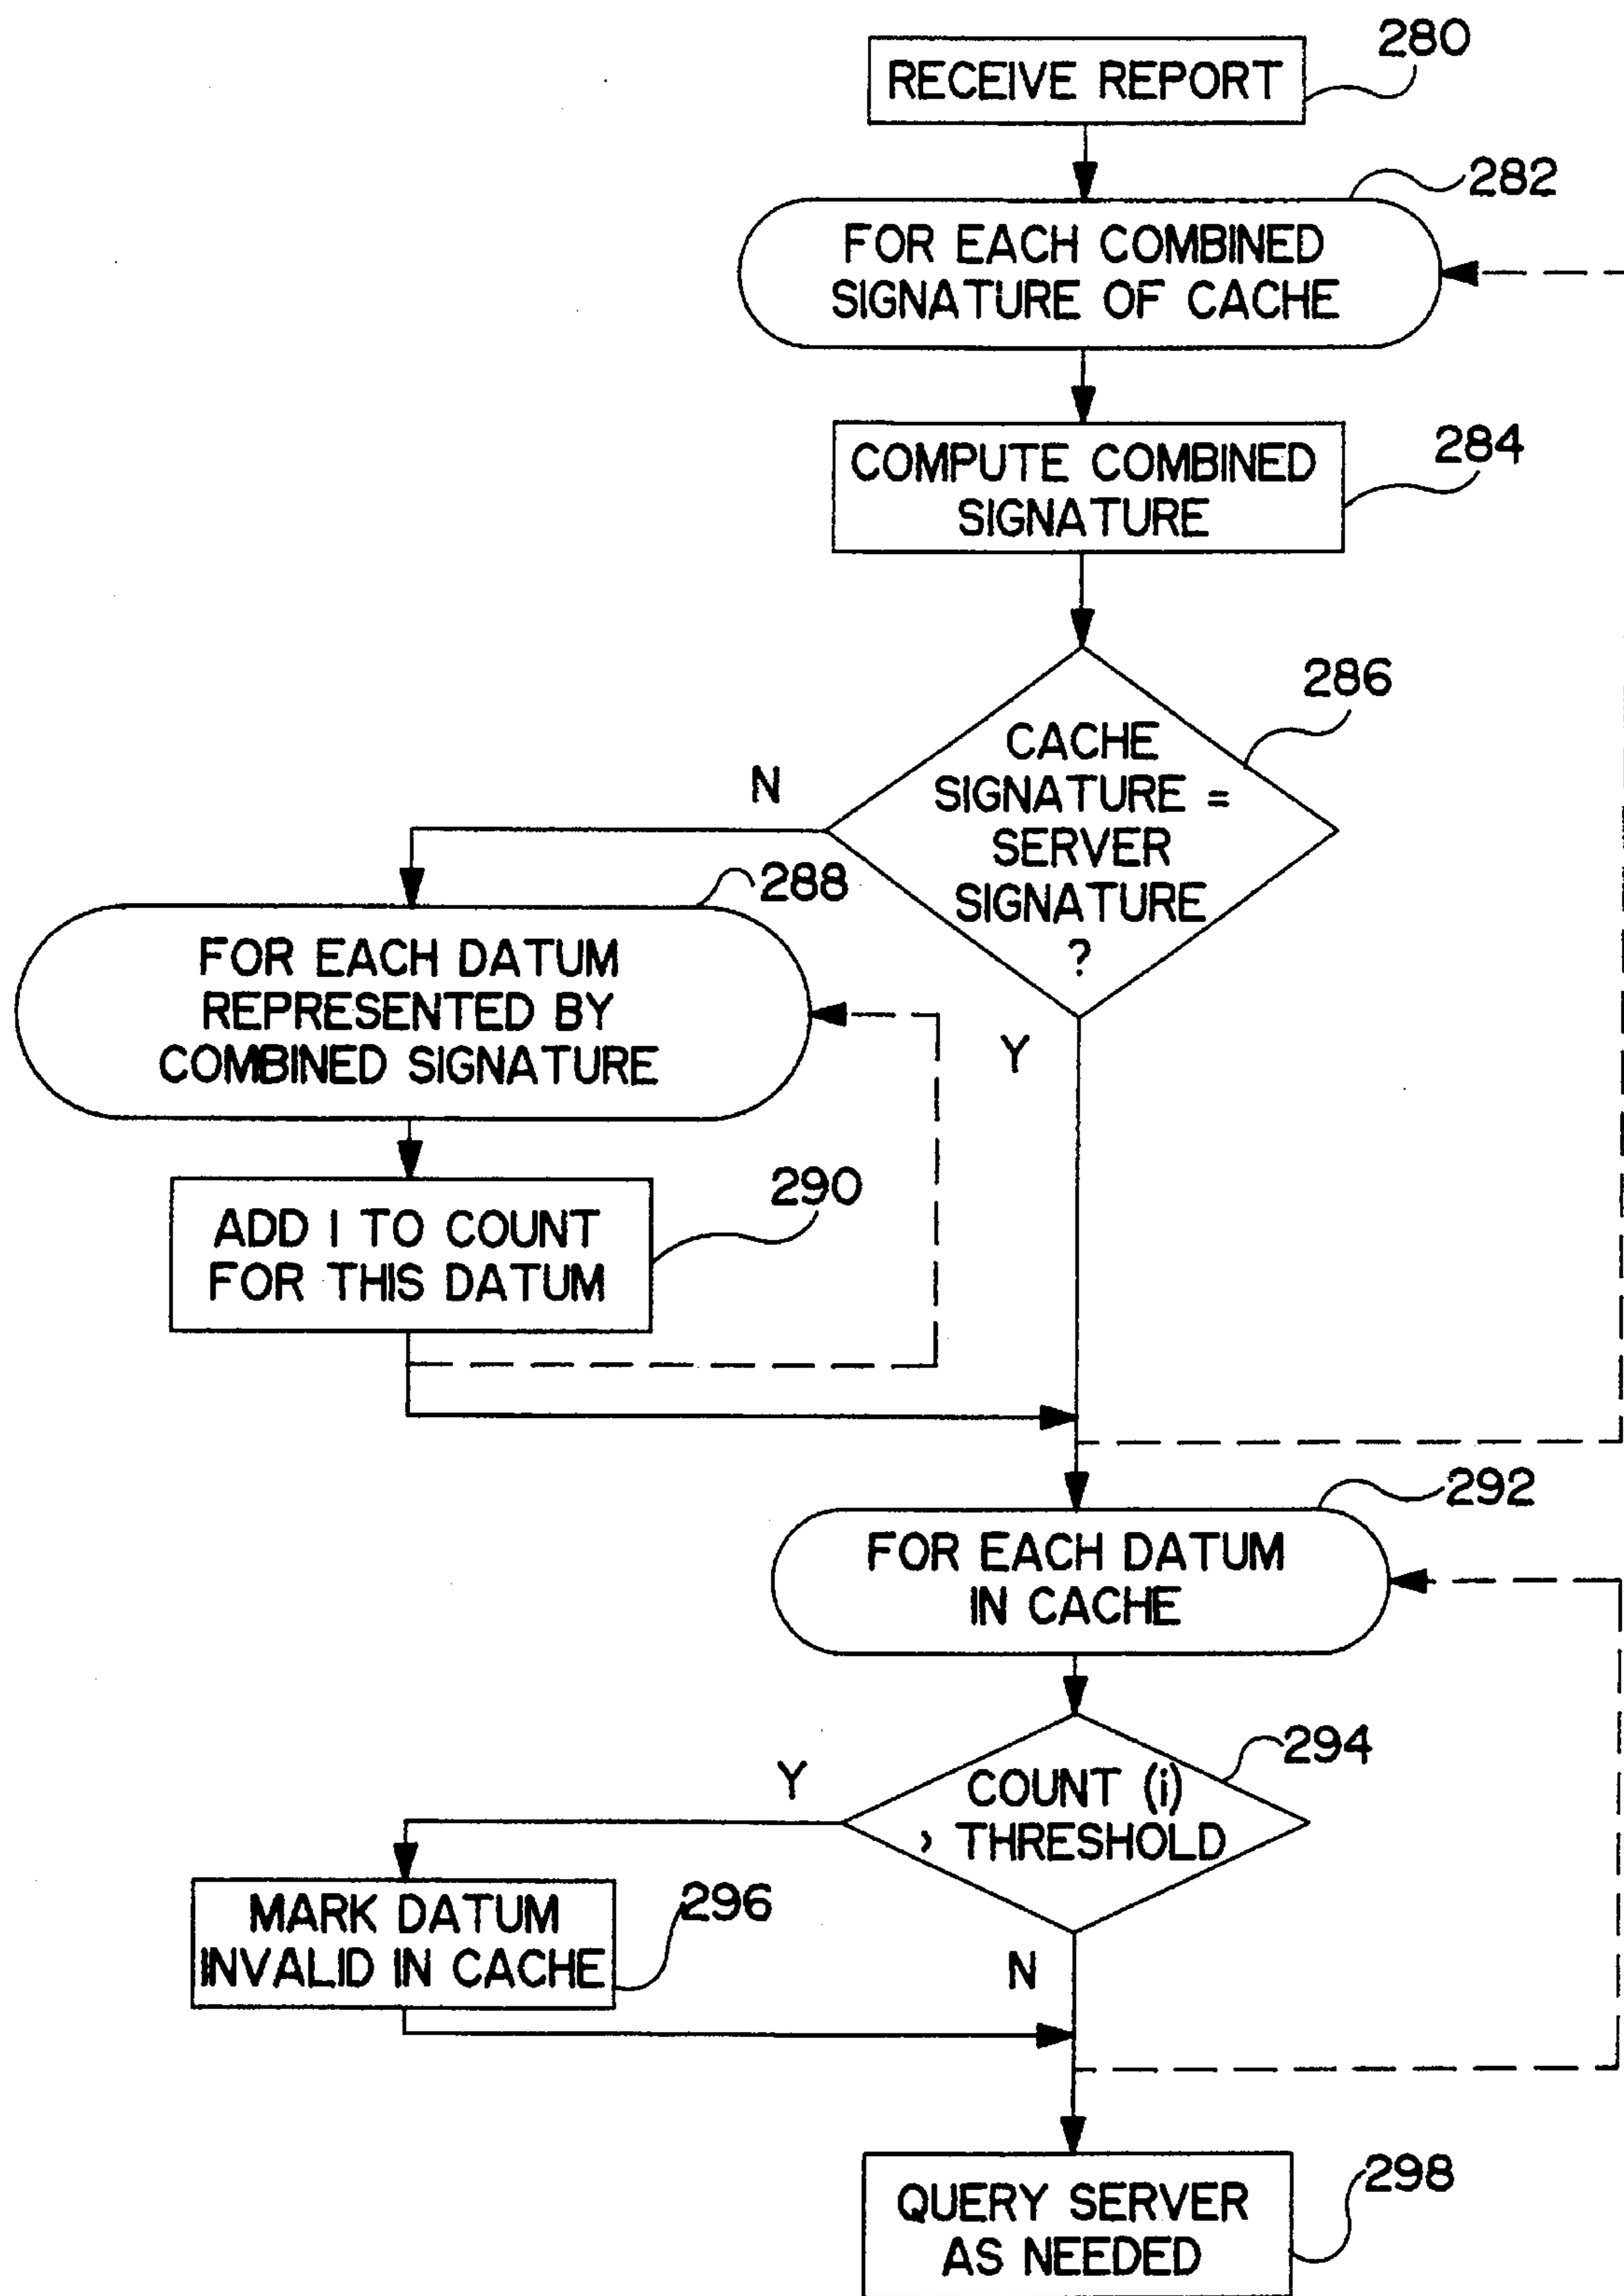 280
RECEIVE REPORT
282
FOR EACH COMBINED
SIGNATURE OF CACHE
284
COMPUTE COMBINED
SIGNATURE
286
CACHE
SIGNATURE =
SERVER
SIGNATURE
?
N
Y
288
FOR EACH DATUM
REPRESENTED BY
COMBINED SIGNATURE
290
ADD 1 TO COUNT
FOR THIS DATUM
292
FOR EACH DATUM
IN CACHE
294
COUNT (i)
> THRESHOLD
Y
N
296
MARK DATUM
INVALID IN CACHE
298
QUERY SERVER
AS NEEDED